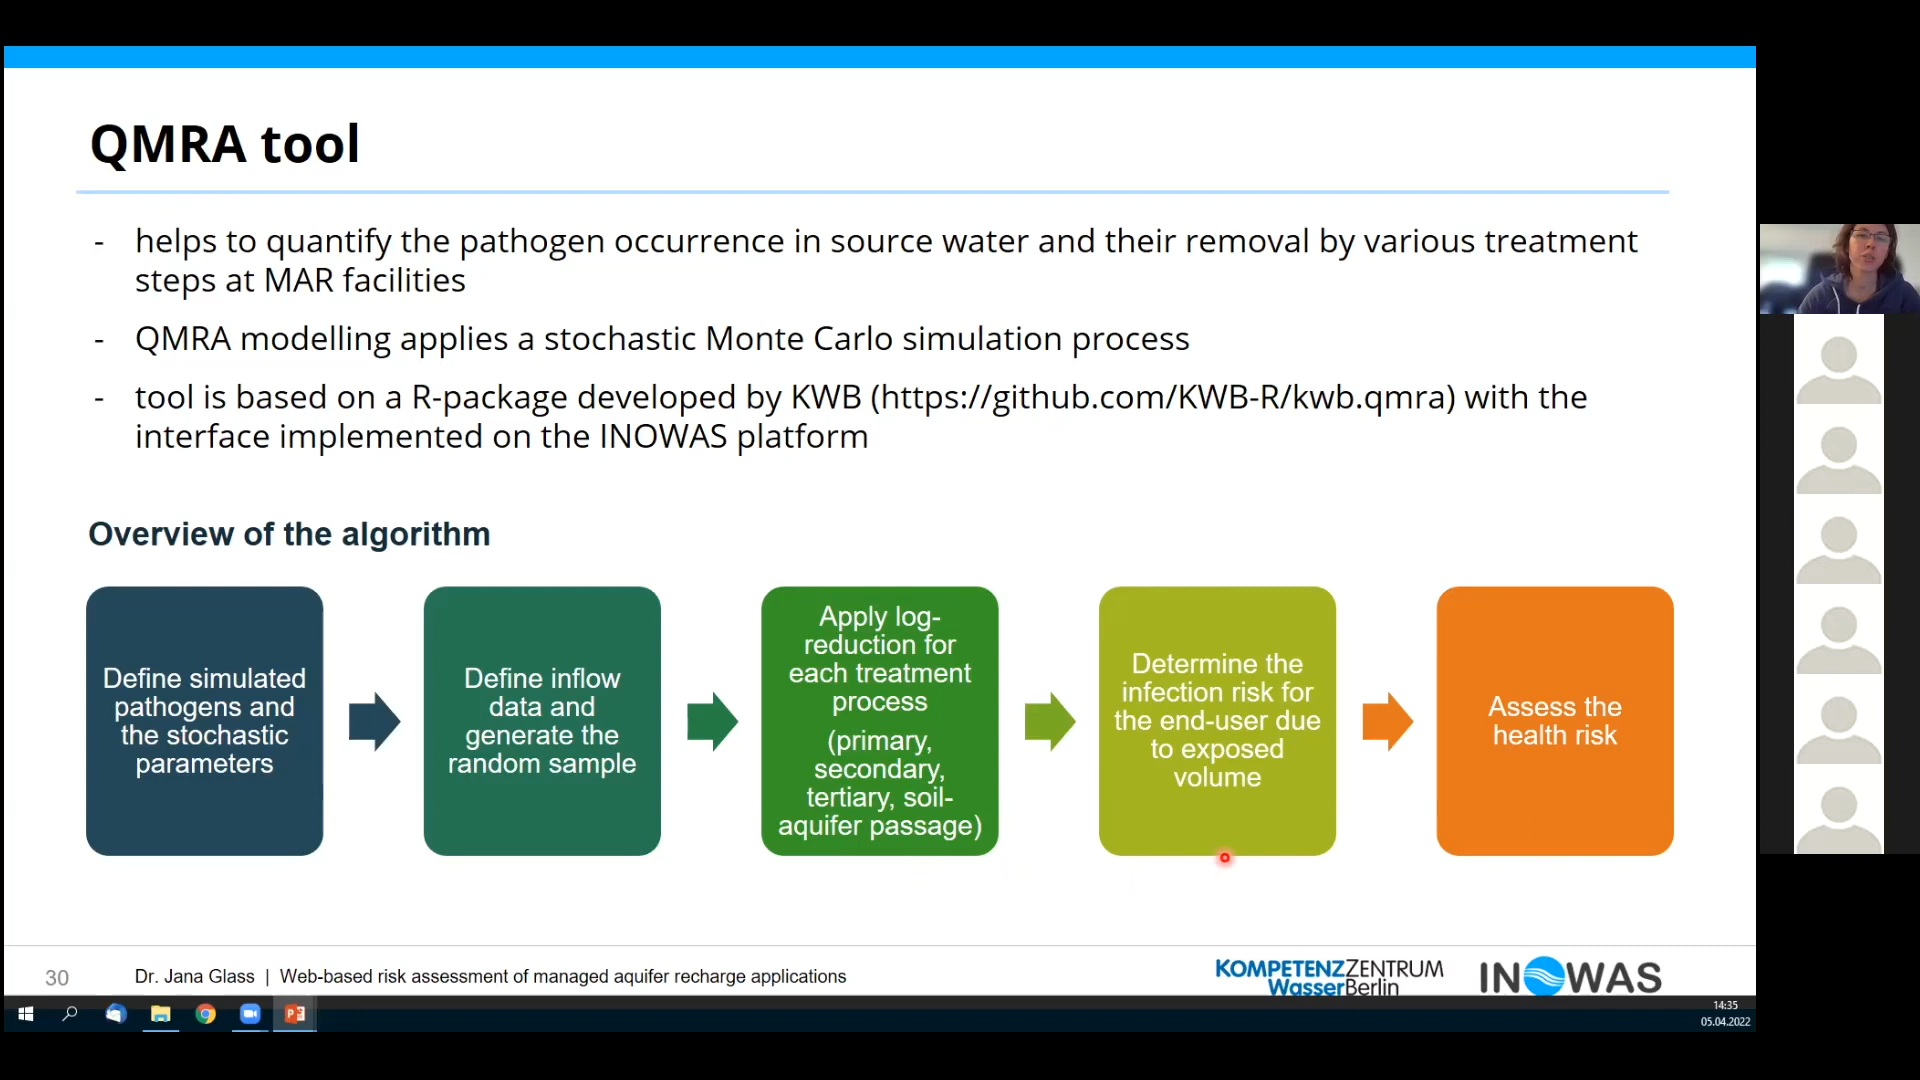 QMRA tool
- helps to quantify the pathogen occurrence in source water and their removal by various treatment
steps at MAR facilities
- QMRA modelling applies a stochastic Monte Carlo simulation process
- tool is based on a R-package developed by KWB (https://github.com/KWB-R/kwb.qmra) with the
interface implemented on the INOWAS platform
Overview of the algorithm
Define simulated
pathogens and
the stochastic
parameters
Define inflow
data and
generate the
random sample
Apply log-
reduction for
each treatment
process
(primary,
secondary,
tertiary, soil-
aquifer passage)
Determine the
infection risk for
the end-user due
to exposed
volume
Assess the
health risk
30
Dr. Jana Glass | Web-based risk assessment of managed aquifer recharge applications
KOMPETENZZENTRUM
WasserBerlin
INOWAS
14:35
05.04.2022